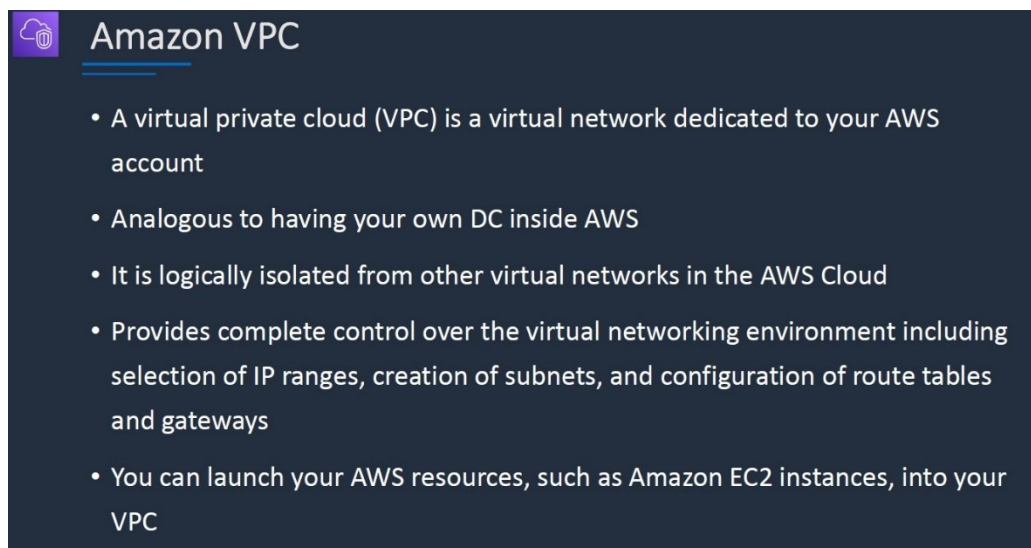 Amazon VPC
• A virtual private cloud (VPC) is a virtual network dedicated to your AWS
account
• Analogous to having your own DC inside AWS
• It is logically isolated from other virtual networks in the AWS Cloud
• Provides complete control over the virtual networking environment including
selection of IP ranges, creation of subnets, and configuration of route tables
and gateways
• You can launch your AWS resources, such as Amazon EC2 instances, into your
VPC